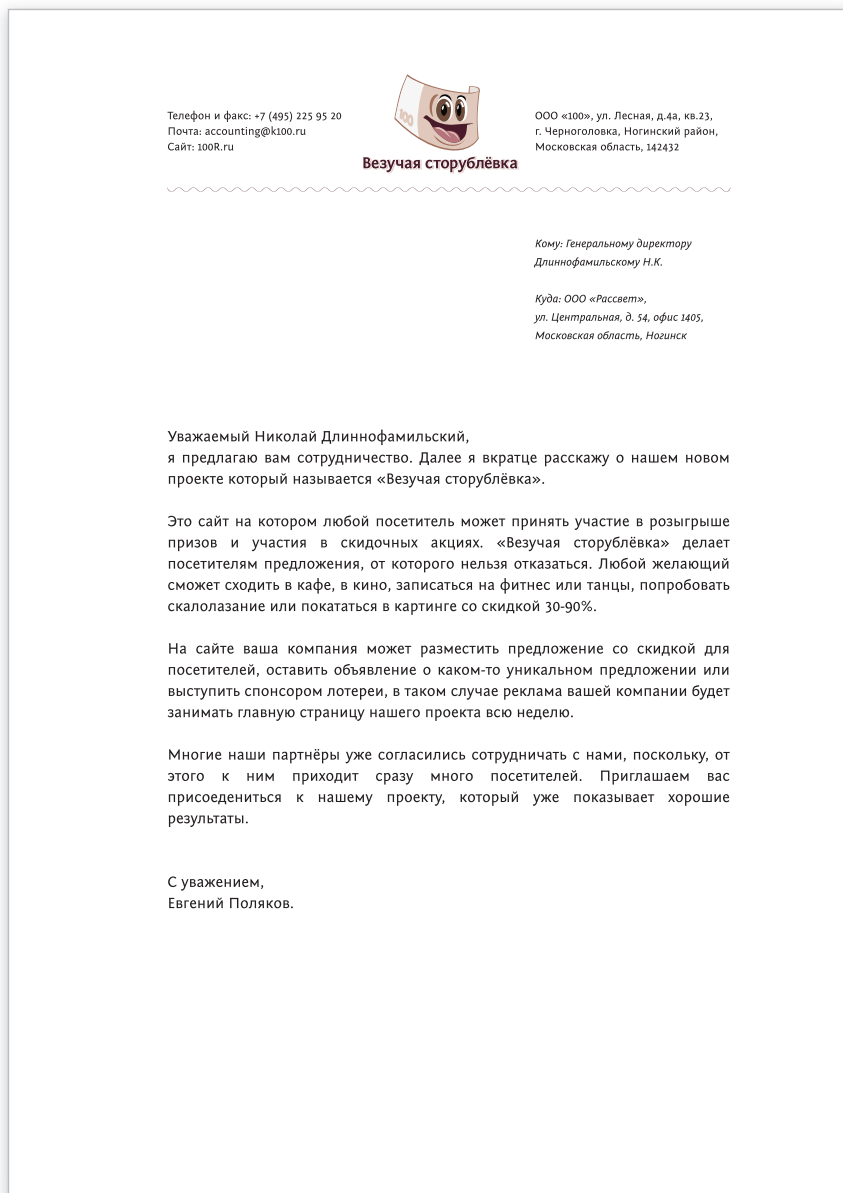 Телефон и факс: +7 (495) 225 95 20
Почта: accounting@k100.ru
Сайт: 100R.ru
100
Везучая сторублёвка
ООО «100», ул. Лесная, д.4а, кв.23,
г. Черноголовка, Ногинский район,
Московская область, 142432
Кому: Генеральному директору
Длиннофамильскому Н.К.
Куда: ООО «Рассвет»,
ул. Центральная, д. 54, офис 1405,
Московская область, Ногинск
Уважаемый Николай Длиннофамильский,
я предлагаю вам сотрудничество. Далее я вкратце расскажу о нашем новом
проекте который называется «Везучая сторублёвка».
Это сайт на котором любой посетитель может принять участие в розыгрыше
призов и участия в скидочных акциях. «Везучая сторублёвка» делает
посетителям предложения, от которого нельзя отказаться. Любой желающий
сможет сходить в кафе, в кино, записаться на фитнес или танцы, попробовать
скалолазание или покататься в картинге со скидкой 30-90%.
На сайте ваша компания может разместить предложение со скидкой для
посетителей, оставить объявление о каком-то уникальном предложении или
выступить спонсором лотереи, в таком случае реклама вашей компании будет
занимать главную страницу нашего проекта всю неделю.
Многие наши партнёры уже согласились сотрудничать с нами, поскольку, от
этого к ним приходит сразу много посетителей. Приглашаем вас
присоедениться к нашему проекту, который уже показывает хорошие
результаты.
С уважением,
Евгений Поляков.